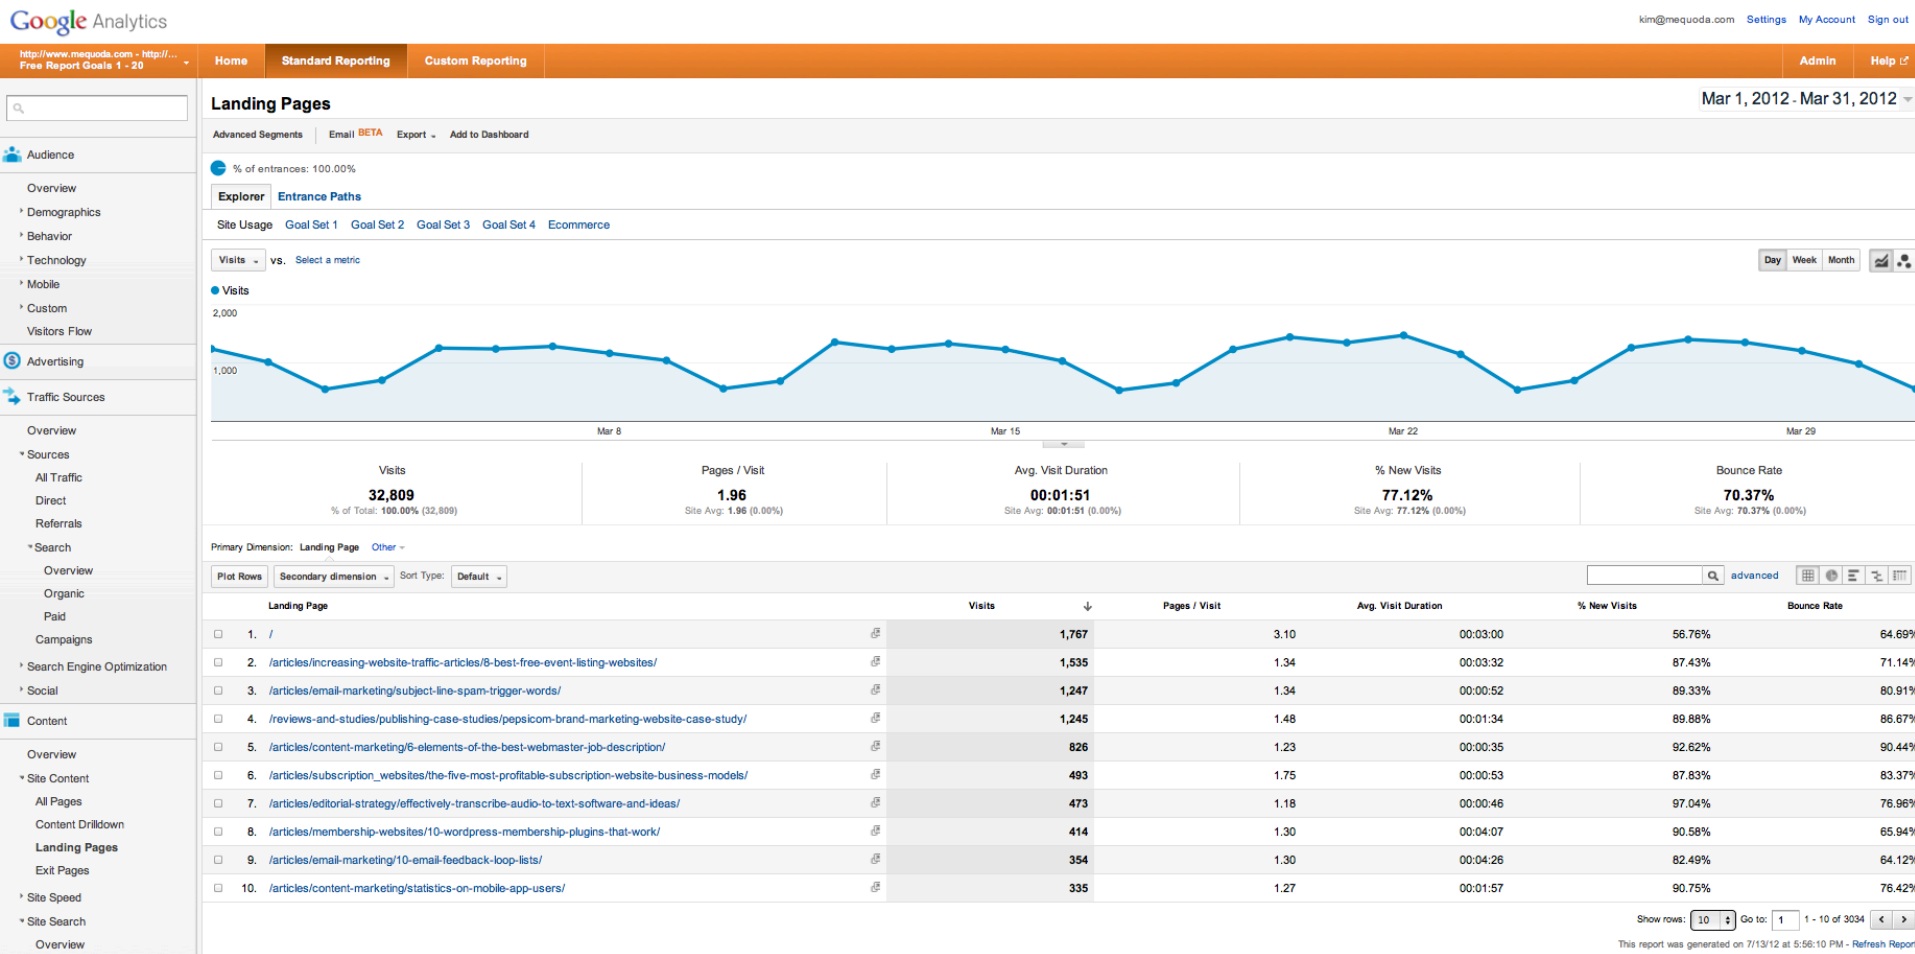 Google Analytics
kim@mequoda.com Settings My Account Sign out
http://www.mequoda.com - http://...
Free Report Goals 1 - 20
Home Standard Reporting Custom Reporting Admin Help
Landing Pages
Mar 1, 2012 - Mar 31, 2012
Advanced Segments Email BETA Export Add to Dashboard
% of entrances: 100.00%
Explorer Entrance Paths
Site Usage Goal Set 1 Goal Set 2 Goal Set 3 Goal Set 4 Ecommerce
Visits vs. Select a metric
Day Week Month
Visits
2,000
1,000
Mar 8 Mar 15 Mar 22 Mar 29
Visits Pages / Visit Avg. Visit Duration % New Visits Bounce Rate
32,809 1.96 00:01:51 77.12% 70.37%
% of Total: 100.00% (32,809) Site Avg: 1.96 (0.00%) Site Avg: 00:01:51 (0.00%) Site Avg: 77.12% (0.00%) Site Avg: 70.37% (0.00%)
Primary Dimension: Landing Page Other
Plot Rows Secondary dimension Sort Type: Default advanced
Landing Page Visits Pages / Visit Avg. Visit Duration % New Visits Bounce Rate
1. / 1,767 3.10 00:03:00 56.76% 64.69%
2. /articles/increasing-website-traffic-articles/8-best-free-event-listing-websites/ 1,535 1.34 00:03:32 87.43% 71.14%
3. /articles/email-marketing/subject-line-spam-trigger-words/ 1,247 1.34 00:00:52 89.33% 80.91%
4. /reviews-and-studies/publishing-case-studies/pepsicom-brand-marketing-website-case-study/ 1,245 1.48 00:01:34 89.88% 86.67%
5. /articles/content-marketing/6-elements-of-the-best-webmaster-job-description/ 826 1.23 00:00:35 92.62% 90.44%
6. /articles/subscription_websites/the-five-most-profitable-subscription-website-business-models/ 493 1.75 00:00:53 87.83% 83.37%
7. /articles/editorial-strategy/effectively-transcribe-audio-to-text-software-and-ideas/ 473 1.18 00:00:46 97.04% 76.96%
8. /articles/membership-websites/10-wordpress-membership-plugins-that-work/ 414 1.30 00:04:07 90.58% 65.94%
9. /articles/email-marketing/10-email-feedback-loop-lists/ 354 1.30 00:04:26 82.49% 64.12%
10. /articles/content-marketing/statistics-on-mobile-app-users/ 335 1.27 00:01:57 90.75% 76.42%
Show rows: 10 Go to: 1 1 - 10 of 3034
This report was generated on 7/13/12 at 5:56:10 PM - Refresh Report
Audience
Overview
Demographics
Behavior
Technology
Mobile
Custom
Visitors Flow
Advertising
Traffic Sources
Overview
Sources
All Traffic
Direct
Referrals
Search
Overview
Organic
Paid
Campaigns
Search Engine Optimization
Social
Content
Overview
Site Content
All Pages
Content Drilldown
Landing Pages
Exit Pages
Site Speed
Site Search
Overview